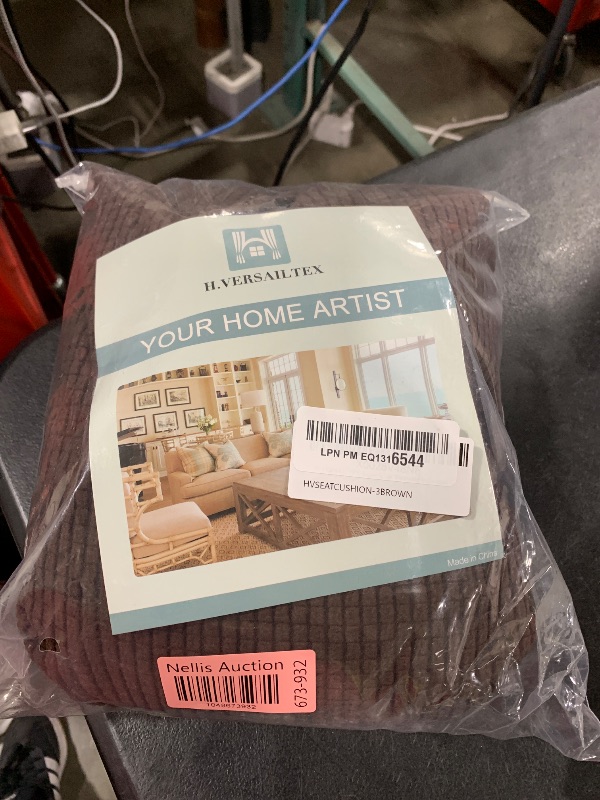 H.VERSAILTEX
YOUR HOME ARTIST
LPN PM EQ1316544
HVSEATCUSHION-3BROWN
Made in China
Nellis Auction
673-932